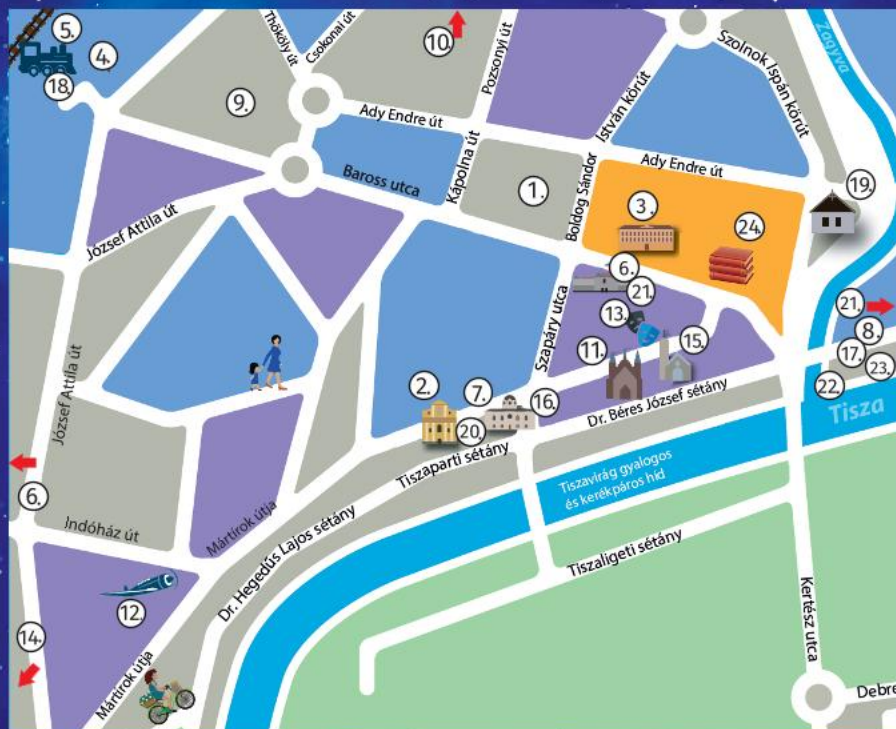 5.
4.
18.
Thököly út
Csokonai út
10.
Pozsonyi út
Szolnok Ispán körút
Zagyva
9.
Ady Endre út
István körút
Baross utca
Kápolna út
1.
Boldog Sándor
Ady Endre út
19.
3.
24.
József Attila út
6.
21.
13.
15.
11.
Szapáry utca
21.
8.
17.
23.
22.
Tisza
József Attila út
2.
7.
20.
16.
Dr. Béres József sétány
Tiszaparti sétány
Tiszavirág gyalogos
és kerékpáros híd
6.
Indóház út
Mártírok útja
Dr. Hegedűs Lajos sétány
Tiszaligeti sétány
Kertész utca
12.
14.
Mártírok útja
Debre